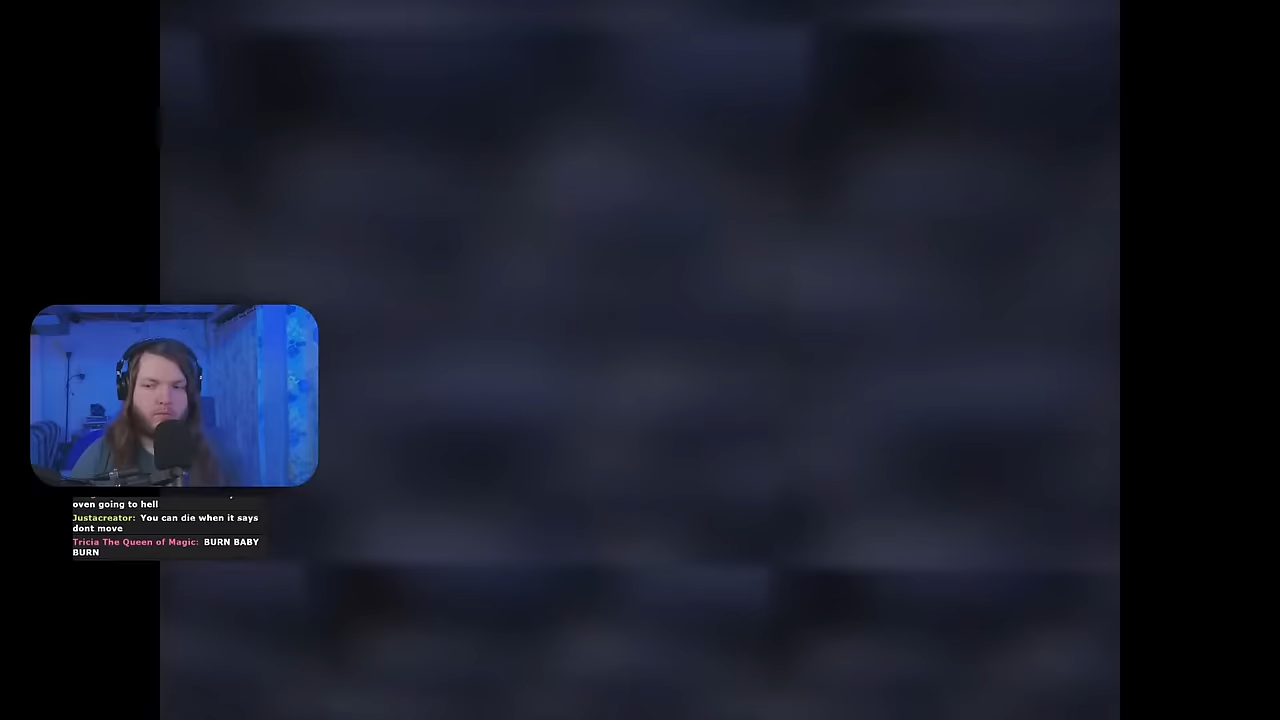 oven going to hell
Justacreator: You can die when it says
dont move
Tricia The Queen of Magic: BURN BABY
BURN